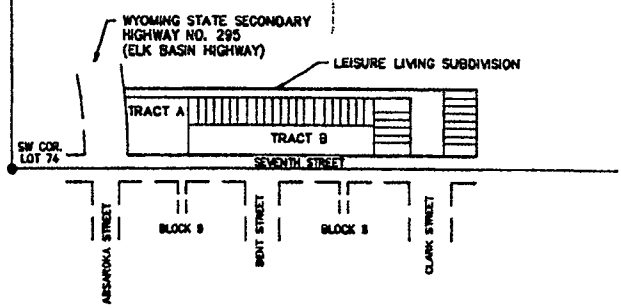 WYOMING STATE SECONDARY
HIGHWAY NO. 295
(ELK BASIN HIGHWAY)
LEISURE LIVING SUBDIVISION
TRACT A
TRACT B
SW COR.
LOT 74
SEVENTH STREET
ABSAROKA STREET
BLOCK 9
BENT STREET
BLOCK 8
CLARK STREET